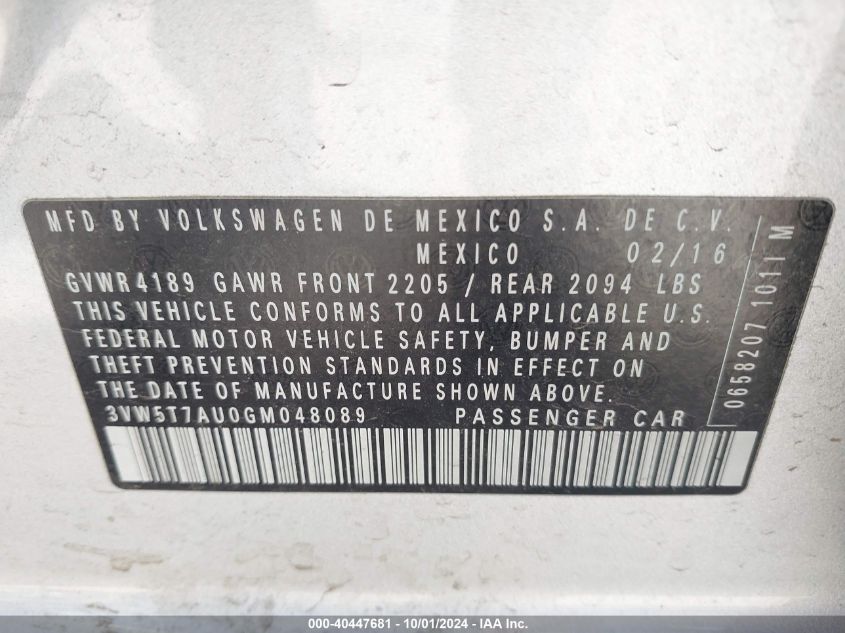 MFD BY VOLKSWAGEN DE MEXICO S.A. DE C.V.
MEXICO 02/16
GVWR 4189 GAWR FRONT 2205 / REAR 2094 LBS
THIS VEHICLE CONFORMS TO ALL APPLICABLE U.S.
FEDERAL MOTOR VEHICLE SAFETY, BUMPER AND
THEFT PREVENTION STANDARDS IN EFFECT ON
THE DATE OF MANUFACTURE SHOWN ABOVE.
3VW5T7AU0GM048089 PASSENGER CAR
0658207 1011 M
000-40447681 - 10/01/2024 - IAA Inc.